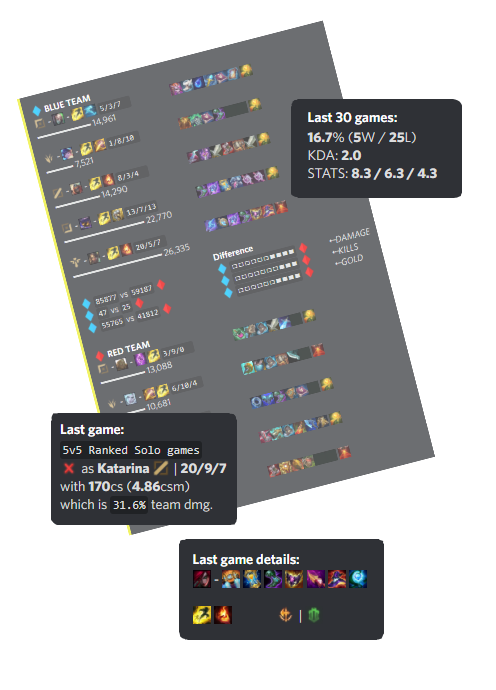 BLUE TEAM
5/3/7
14,961
1/8/10
7,521
8/3/4
14,290
13/7/13
22,770
20/5/7
26,335
85877 vs 59187
47 vs 25
55765 vs 41812
Difference
←DAMAGE
←KILLS
←GOLD
RED TEAM
3/9/0
13,088
6/10/4
10,681
Last 30 games:
16.7% (5W / 25L)
KDA: 2.0
STATS: 8.3 / 6.3 / 4.3
Last game:
5v5 Ranked Solo games
as Katarina | 20/9/7
with 170cs (4.86csm)
which is 31.6% team dmg.
Last game details:
-
|